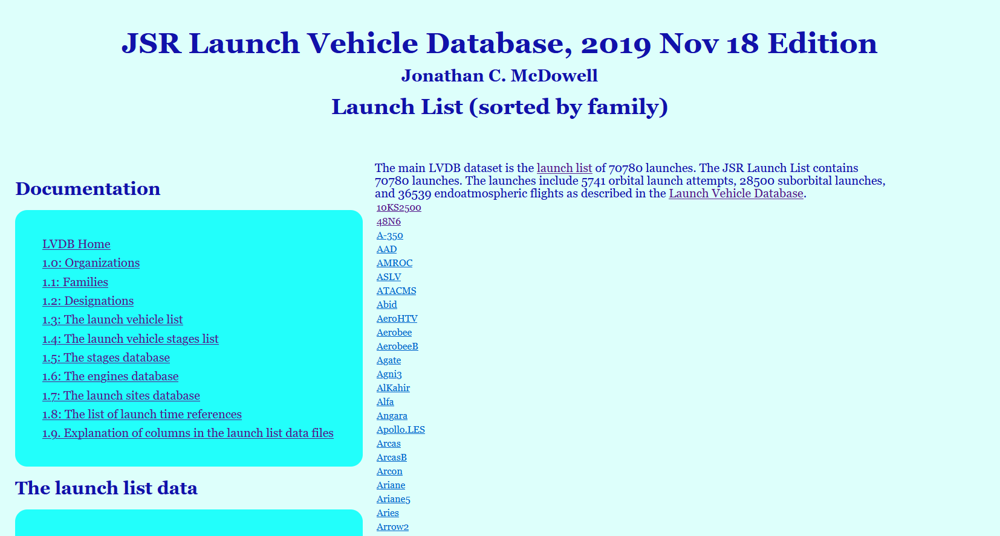 JSR Launch Vehicle Database, 2019 Nov 18 Edition
Jonathan C. McDowell
Launch List (sorted by family)
Documentation
LVDB Home
1.0: Organizations
1.1: Families
1.2: Designations
1.3: The launch vehicle list
1.4: The launch vehicle stages list
1.5: The stages database
1.6: The engines database
1.7: The launch sites database
1.8: The list of launch time references
1.9. Explanation of columns in the launch list data files
The launch list data
The main LVDB dataset is the launch list of 70780 launches. The JSR Launch List contains
70780 launches. The launches include 5741 orbital launch attempts, 28500 suborbital launches,
and 36539 endoatmospheric flights as described in the Launch Vehicle Database.
10KS2500
48N6
A-350
AAD
AMROC
ASLV
ATACMS
Abid
AeroHTV
Aerobee
AerobeeB
Agate
Agni3
AlKahir
Alfa
Angara
Apollo.LES
Arcas
ArcasB
Arcon
Ariane
Ariane5
Aries
Arrow2